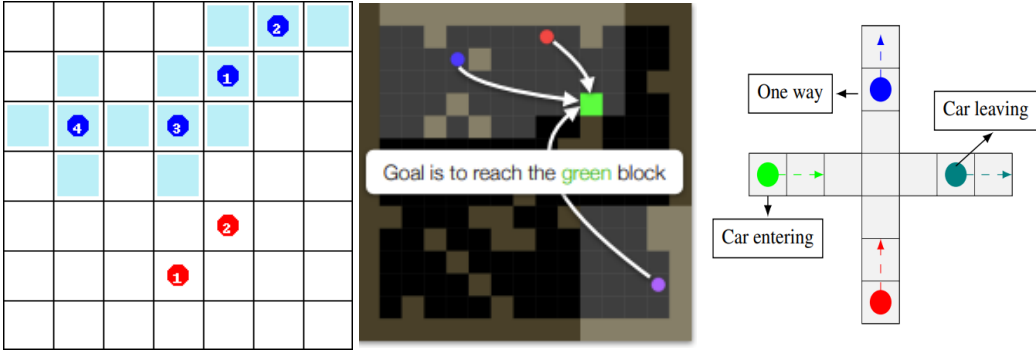 2
1
4
3
2
1
Goal is to reach the green block
One way
Car leaving
Car entering